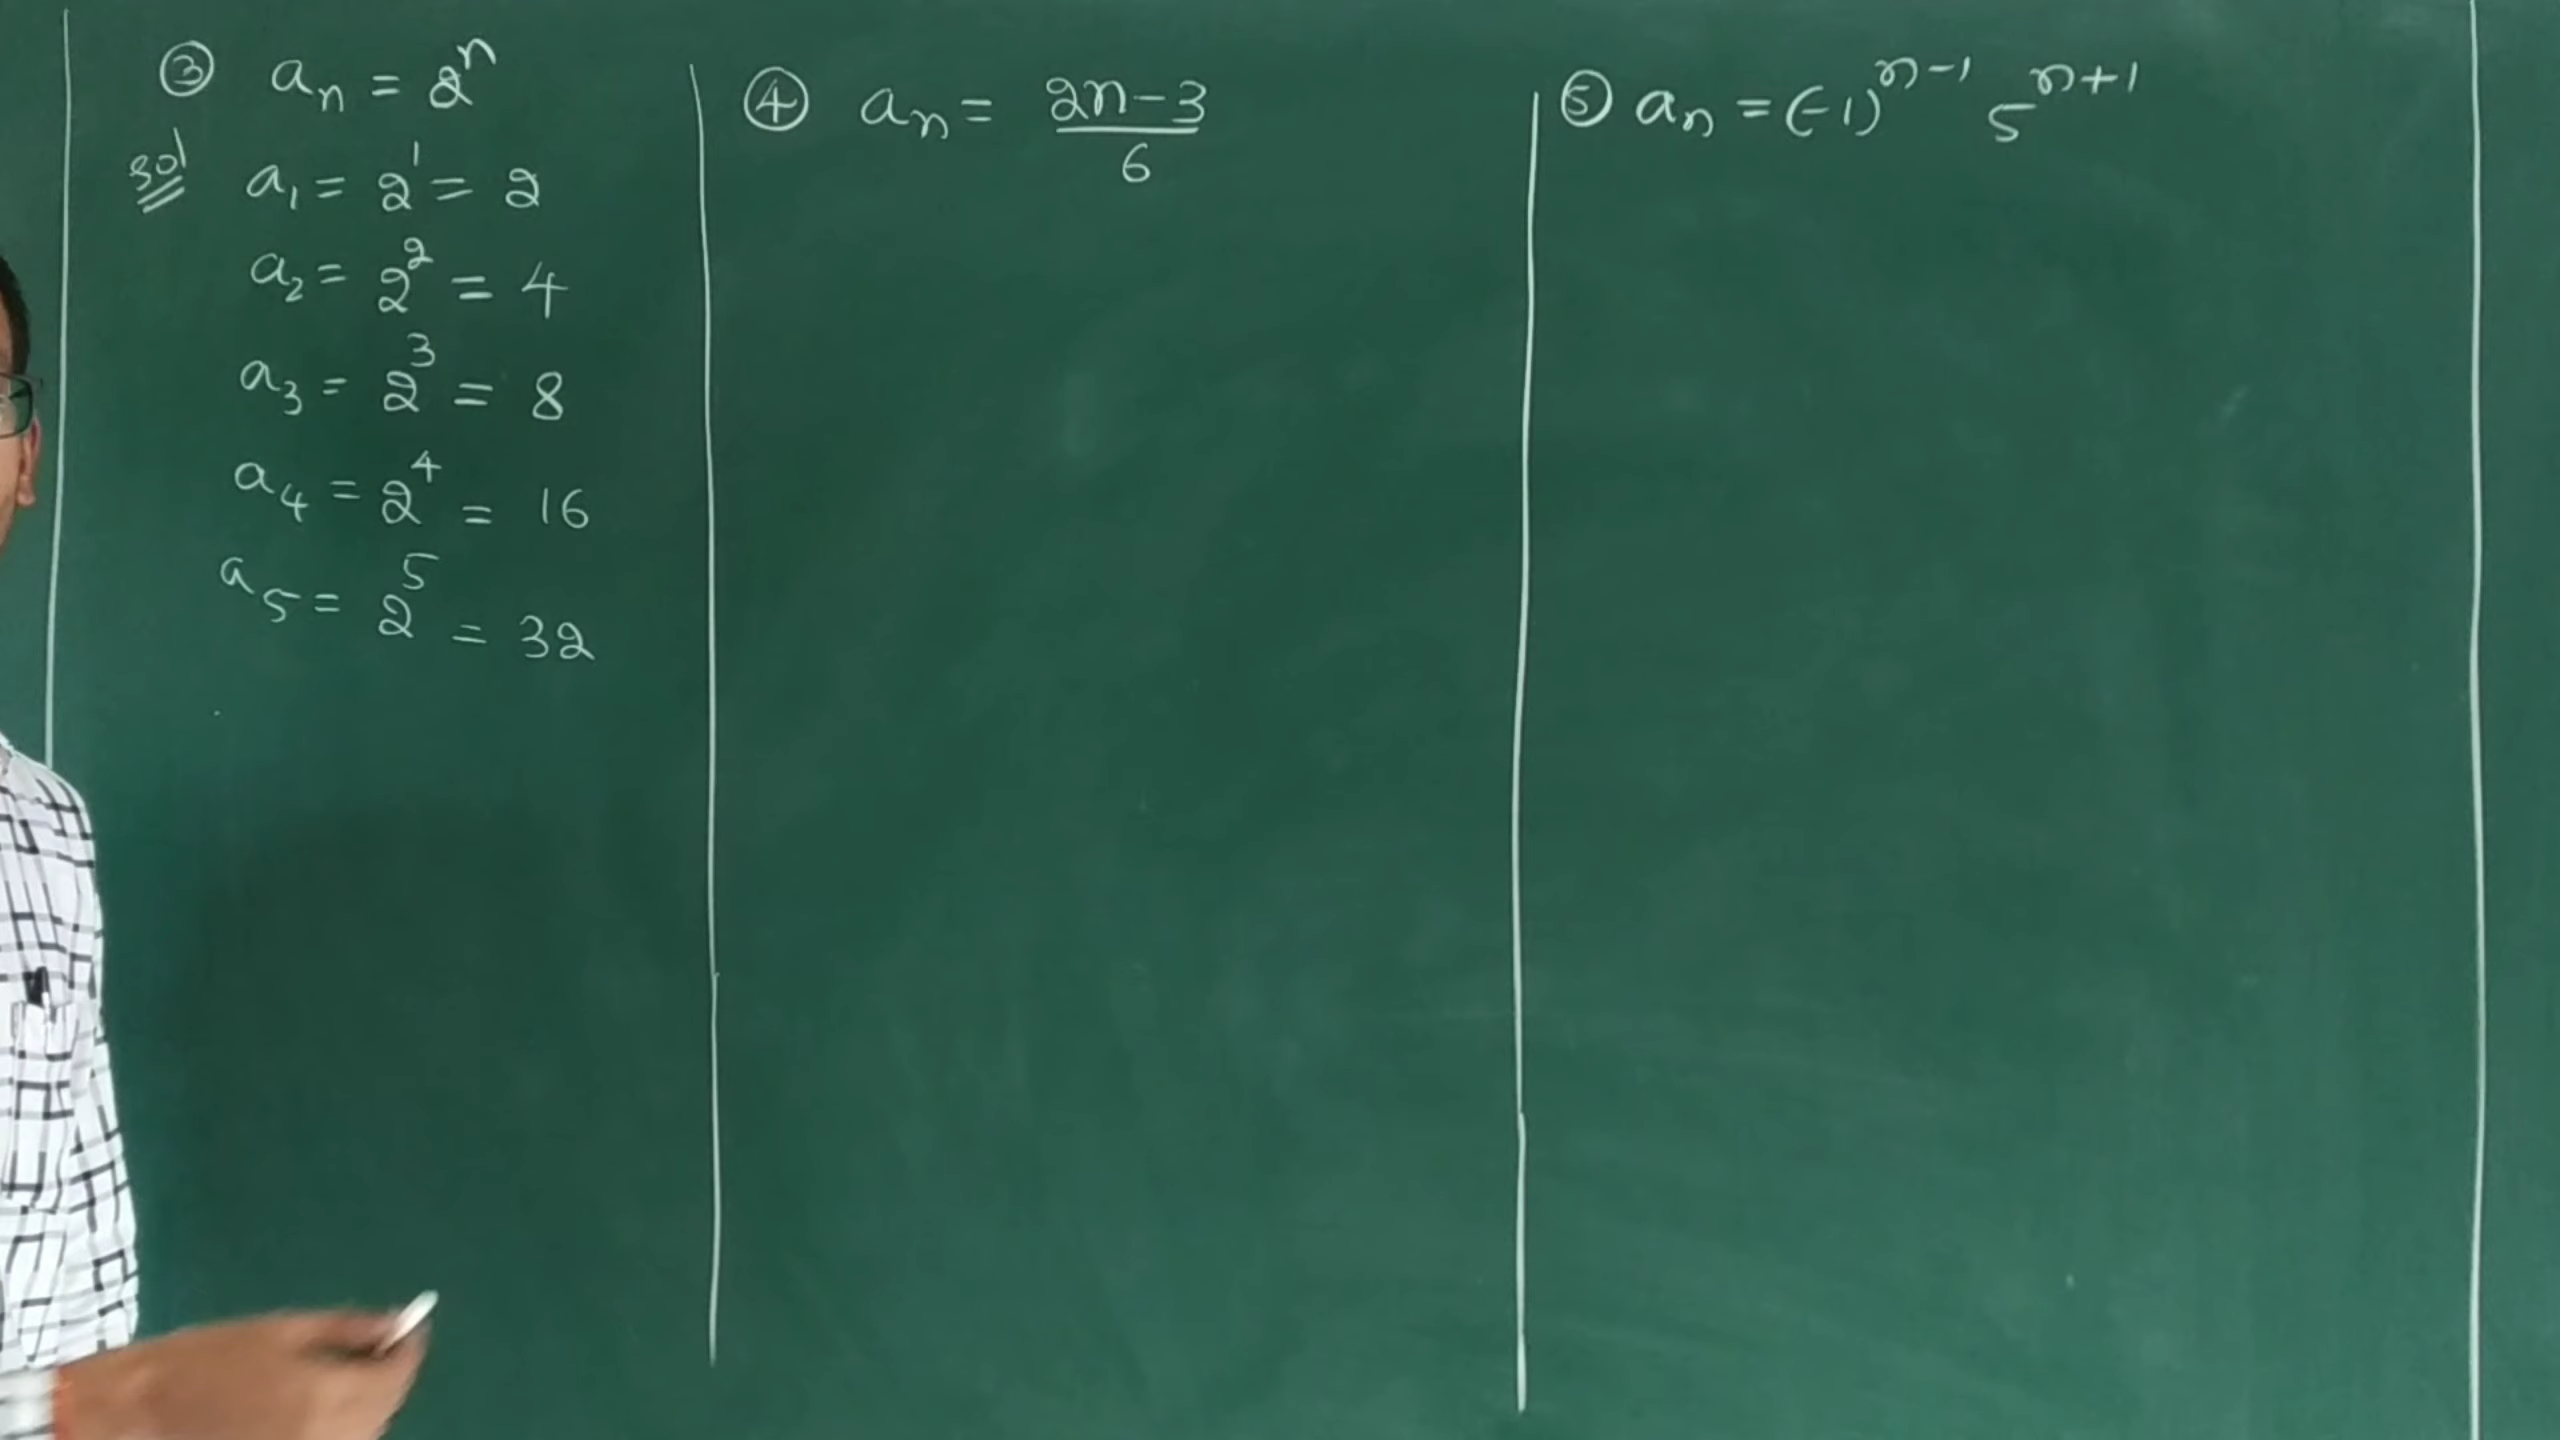 ③ aₙ = 2ⁿ
sol a₁ = 2¹ = 2
a₂ = 2² = 4
a₃ = 2³ = 8
a₄ = 2⁴ = 16
a₅ = 2⁵ = 32
④ aₙ = (2n-3)/6
⑤ aₙ = (-1)ⁿ⁻¹ 5ⁿ⁺¹